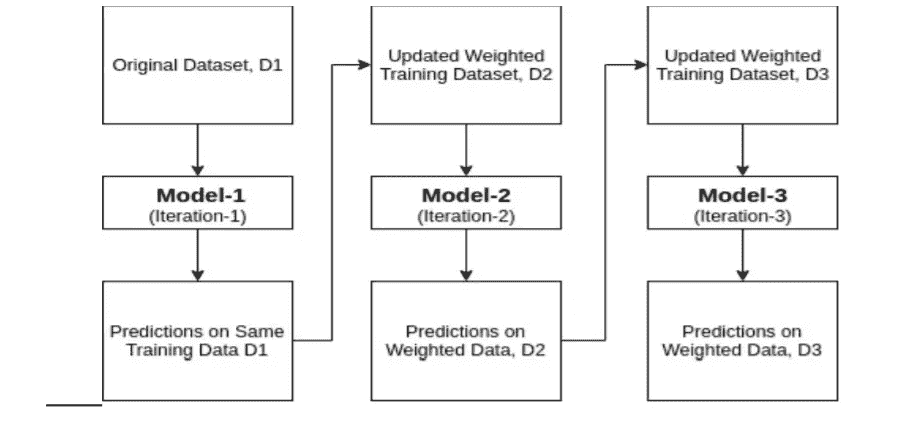 Original Dataset, D1
Model-1
(Iteration-1)
Predictions on Same
Training Data D1
Updated Weighted
Training Dataset, D2
Model-2
(Iteration-2)
Predictions on
Weighted Data, D2
Updated Weighted
Training Dataset, D3
Model-3
(Iteration-3)
Predictions on
Weighted Data, D3